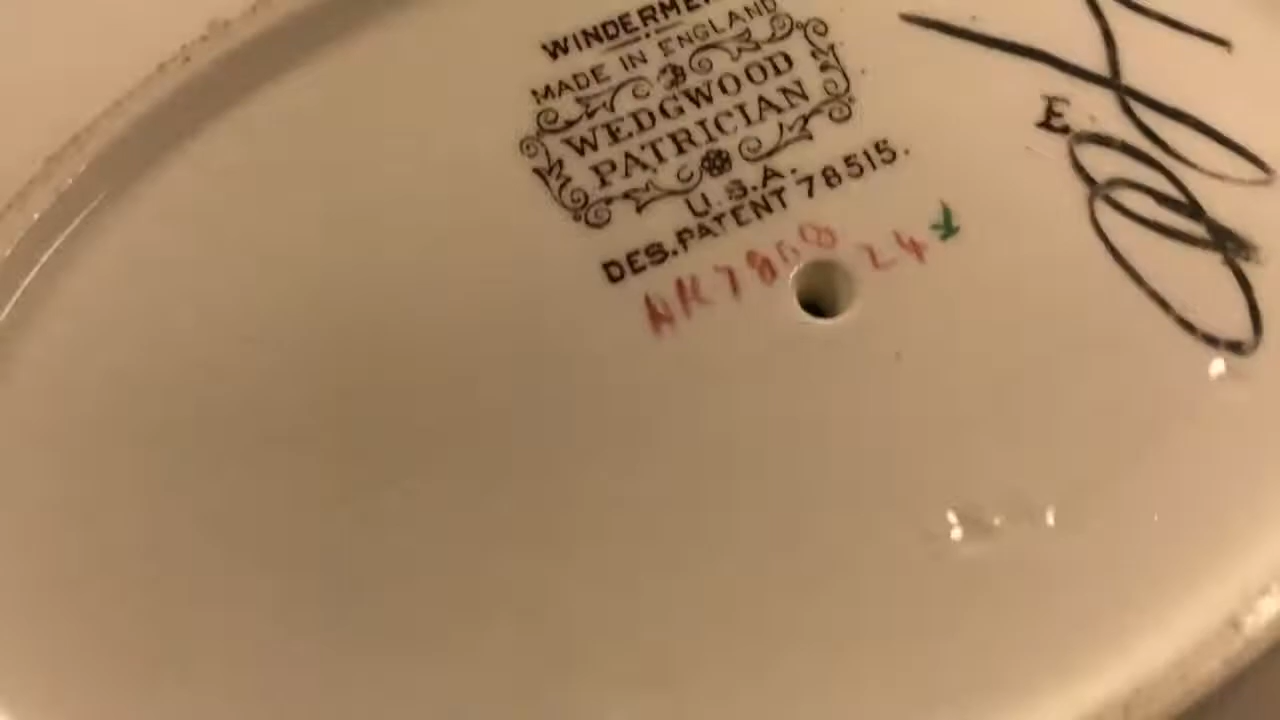 WINDERME
MADE IN ENGLAND
WEDGWOOD
PATRICIAN
U.S.A.
DES. PATENT 78515.
24
E